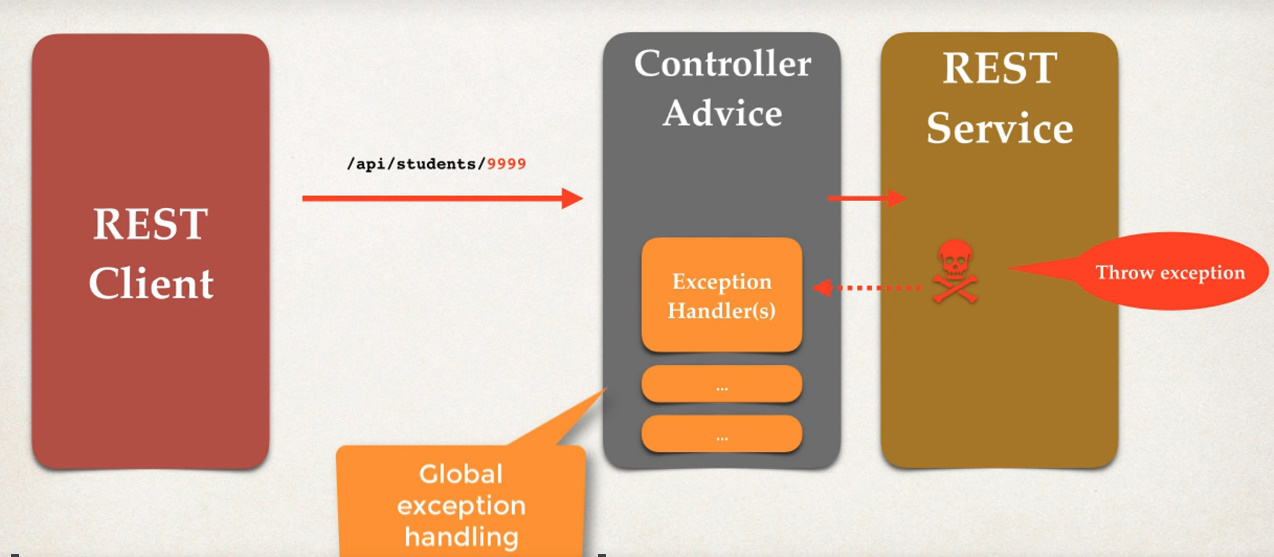 REST
Client
/api/students/9999
Controller
Advice
Exception
Handler(s)
...
...
REST
Service
Throw exception
Global
exception
handling